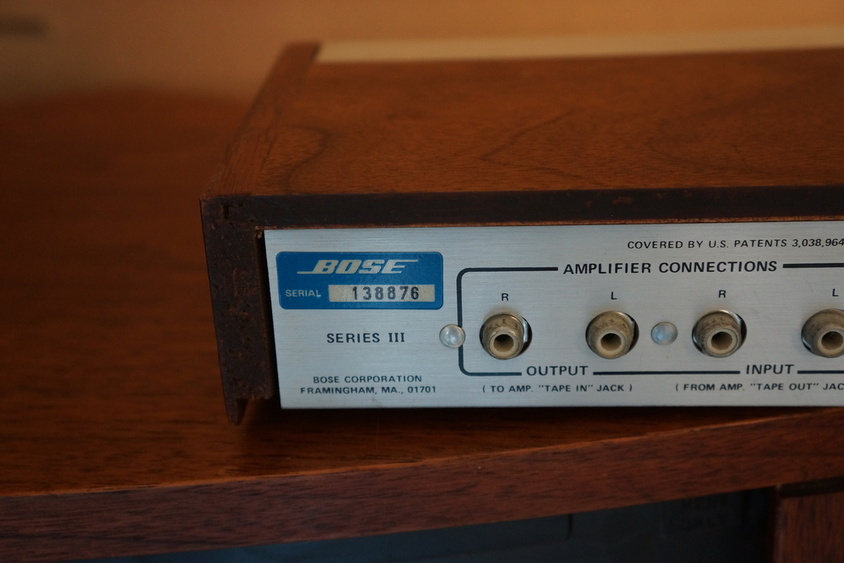 BOSE
SERIAL 138876
SERIES III
BOSE CORPORATION
FRAMINGHAM, MA., 01701
COVERED BY U.S. PATENTS 3,038,964
AMPLIFIER CONNECTIONS
R L R L
OUTPUT INPUT
( TO AMP. "TAPE IN" JACK ) ( FROM AMP. "TAPE OUT" JAC